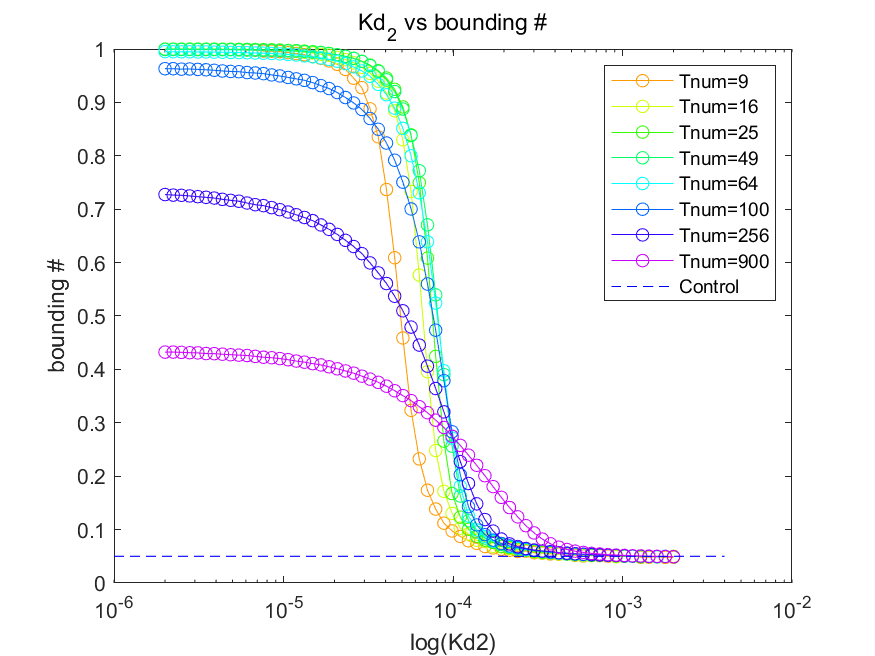 Kd2 vs bounding #
1
0.9
0.8
0.7
0.6
0.5
0.4
0.3
0.2
0.1
0
bounding #
Tnum=9
Tnum=16
Tnum=25
Tnum=49
Tnum=64
Tnum=100
Tnum=256
Tnum=900
Control
10-6 10-5 10-4 10-3 10-2
log(Kd2)